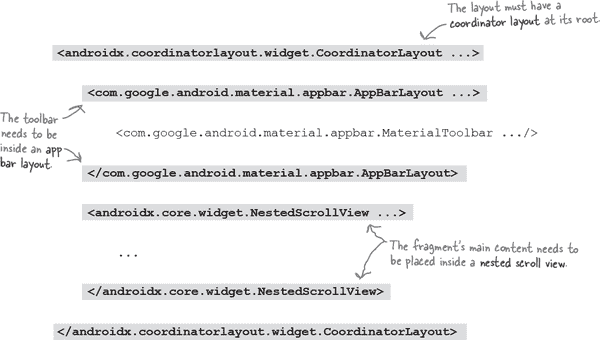 The layout must have a
coordinator layout at its root.
<androidx.coordinatorlayout.widget.CoordinatorLayout ...>
<com.google.android.material.appbar.AppBarLayout ...>
The toolbar
needs to be
inside an app
bar layout.
<com.google.android.material.appbar.MaterialToolbar .../>
</com.google.android.material.appbar.AppBarLayout>
<androidx.core.widget.NestedScrollView ...>
...
The fragment's main content needs to
be placed inside a nested scroll view.
</androidx.core.widget.NestedScrollView>
</androidx.coordinatorlayout.widget.CoordinatorLayout>